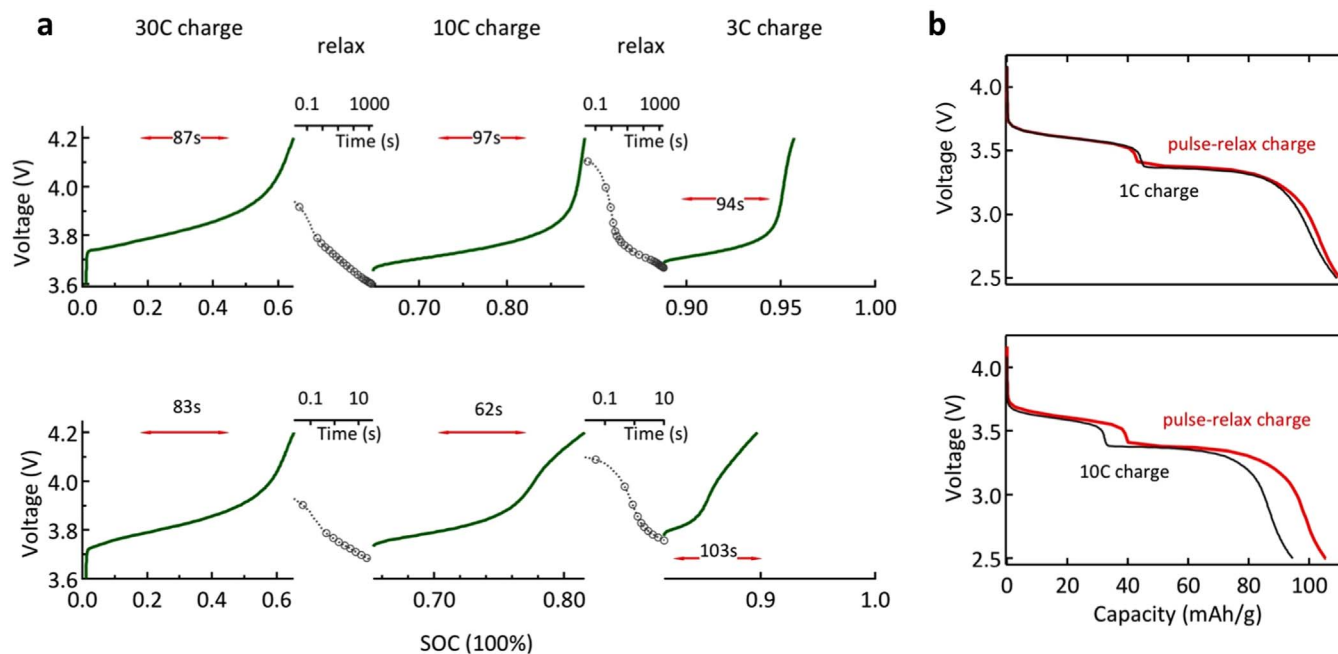 a
30C charge
relax
10C charge
relax
3C charge
0.1 1000
Time (s)
0.1 1000
Time (s)
87s
97s
94s
Voltage (V)
4.2
4.0
3.8
3.6
0.0 0.2 0.4 0.6 0.70 0.80 0.90 0.95 1.00
0.1 10
Time (s)
0.1 10
Time (s)
83s
62s
103s
Voltage (V)
4.2
4.0
3.8
3.6
0.0 0.2 0.4 0.6 0.70 0.80 0.9 1.0
SOC (100%)
b
Voltage (V)
4.0
3.5
3.0
2.5
pulse-relax charge
1C charge
Voltage (V)
4.0
3.5
3.0
2.5
pulse-relax charge
10C charge
0 20 40 60 80 100
Capacity (mAh/g)